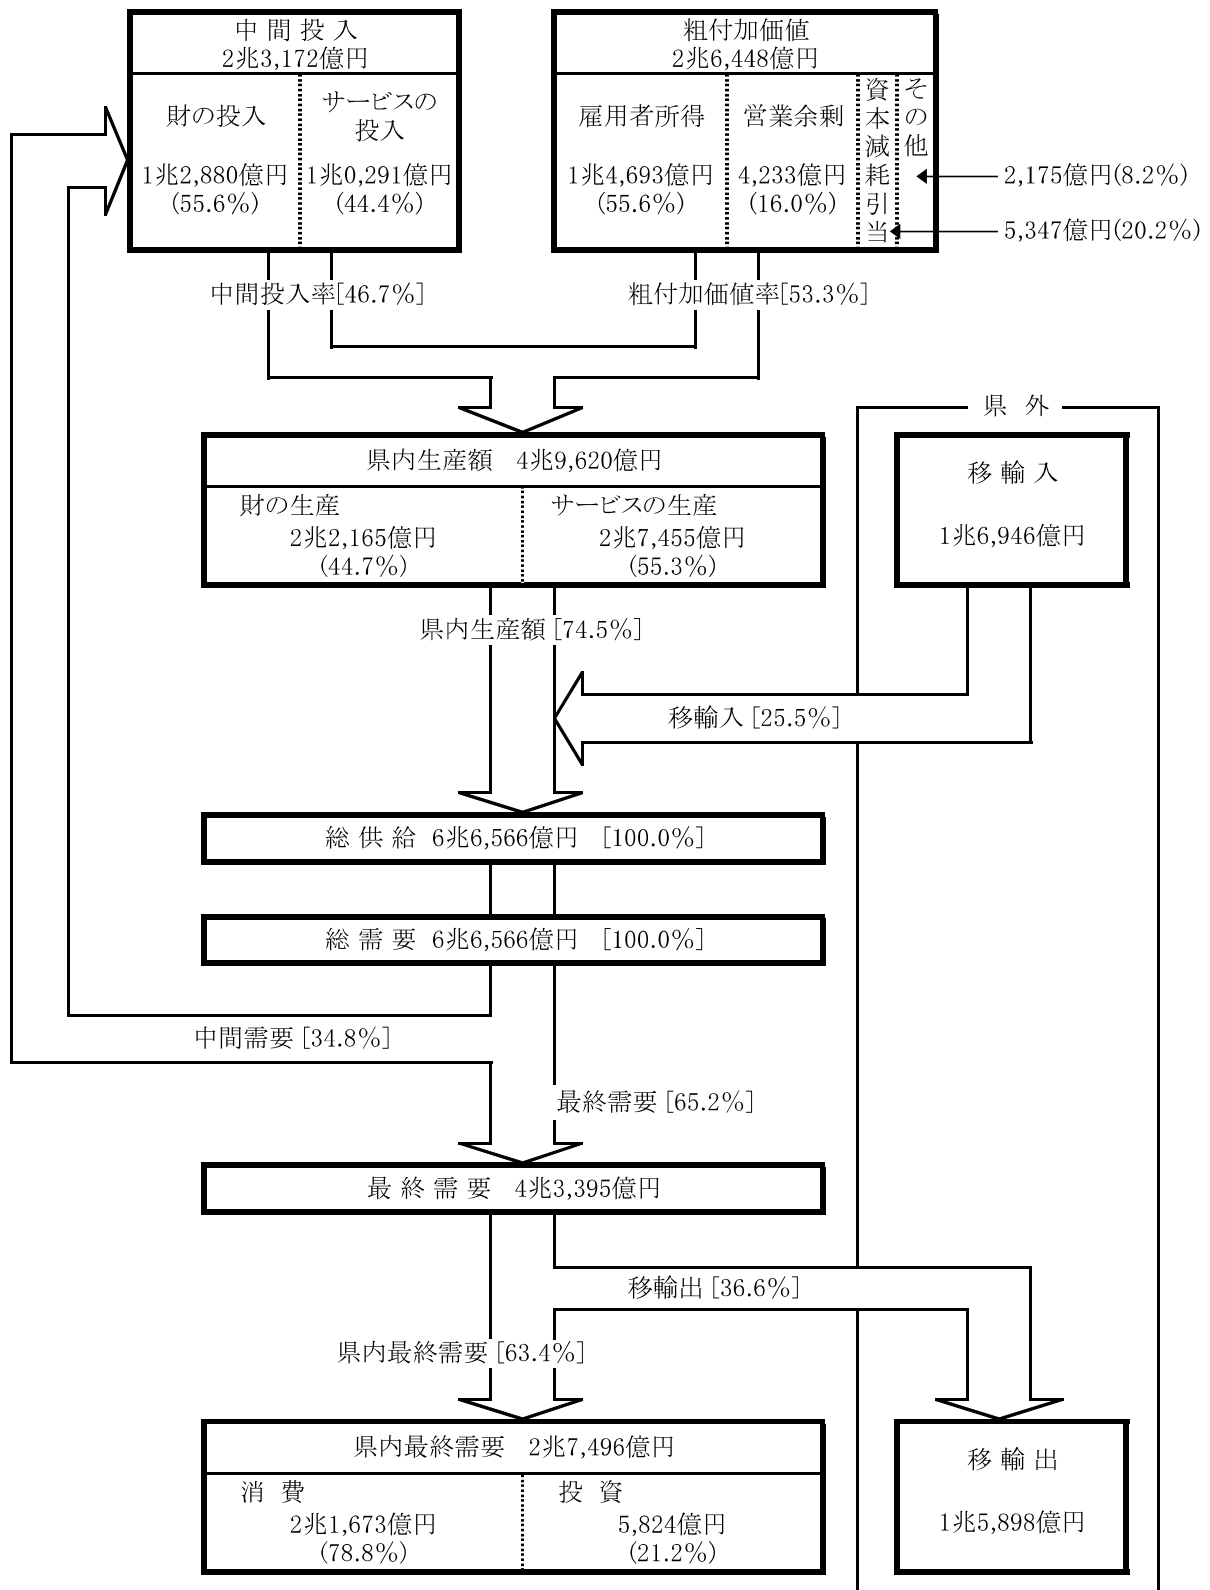 中 間 投 入
2兆3,172億円
財の投入
1兆2,880億円
(55.6%)
サービスの
投入
1兆0,291億円
(44.4%)
粗付加価値
2兆6,448億円
雇用者所得
1兆4,693億円
(55.6%)
営業余剰
4,233億円
(16.0%)
資本減耗引当
その他
2,175億円(8.2%)
5,347億円(20.2%)
中間投入率[46.7%]
粗付加価値率[53.3%]
県 外
県内生産額 4兆9,620億円
財の生産
2兆2,165億円
(44.7%)
サービスの生産
2兆7,455億円
(55.3%)
移 輸 入
1兆6,946億円
県内生産額 [74.5%]
移輸入 [25.5%]
総 供 給 6兆6,566億円 [100.0%]
総 需 要 6兆6,566億円 [100.0%]
中間需要 [34.8%]
最終需要 [65.2%]
最 終 需 要 4兆3,395億円
移輸出 [36.6%]
県内最終需要 [63.4%]
県内最終需要 2兆7,496億円
消 費
2兆1,673億円
(78.8%)
投 資
5,824億円
(21.2%)
移 輸 出
1兆5,898億円